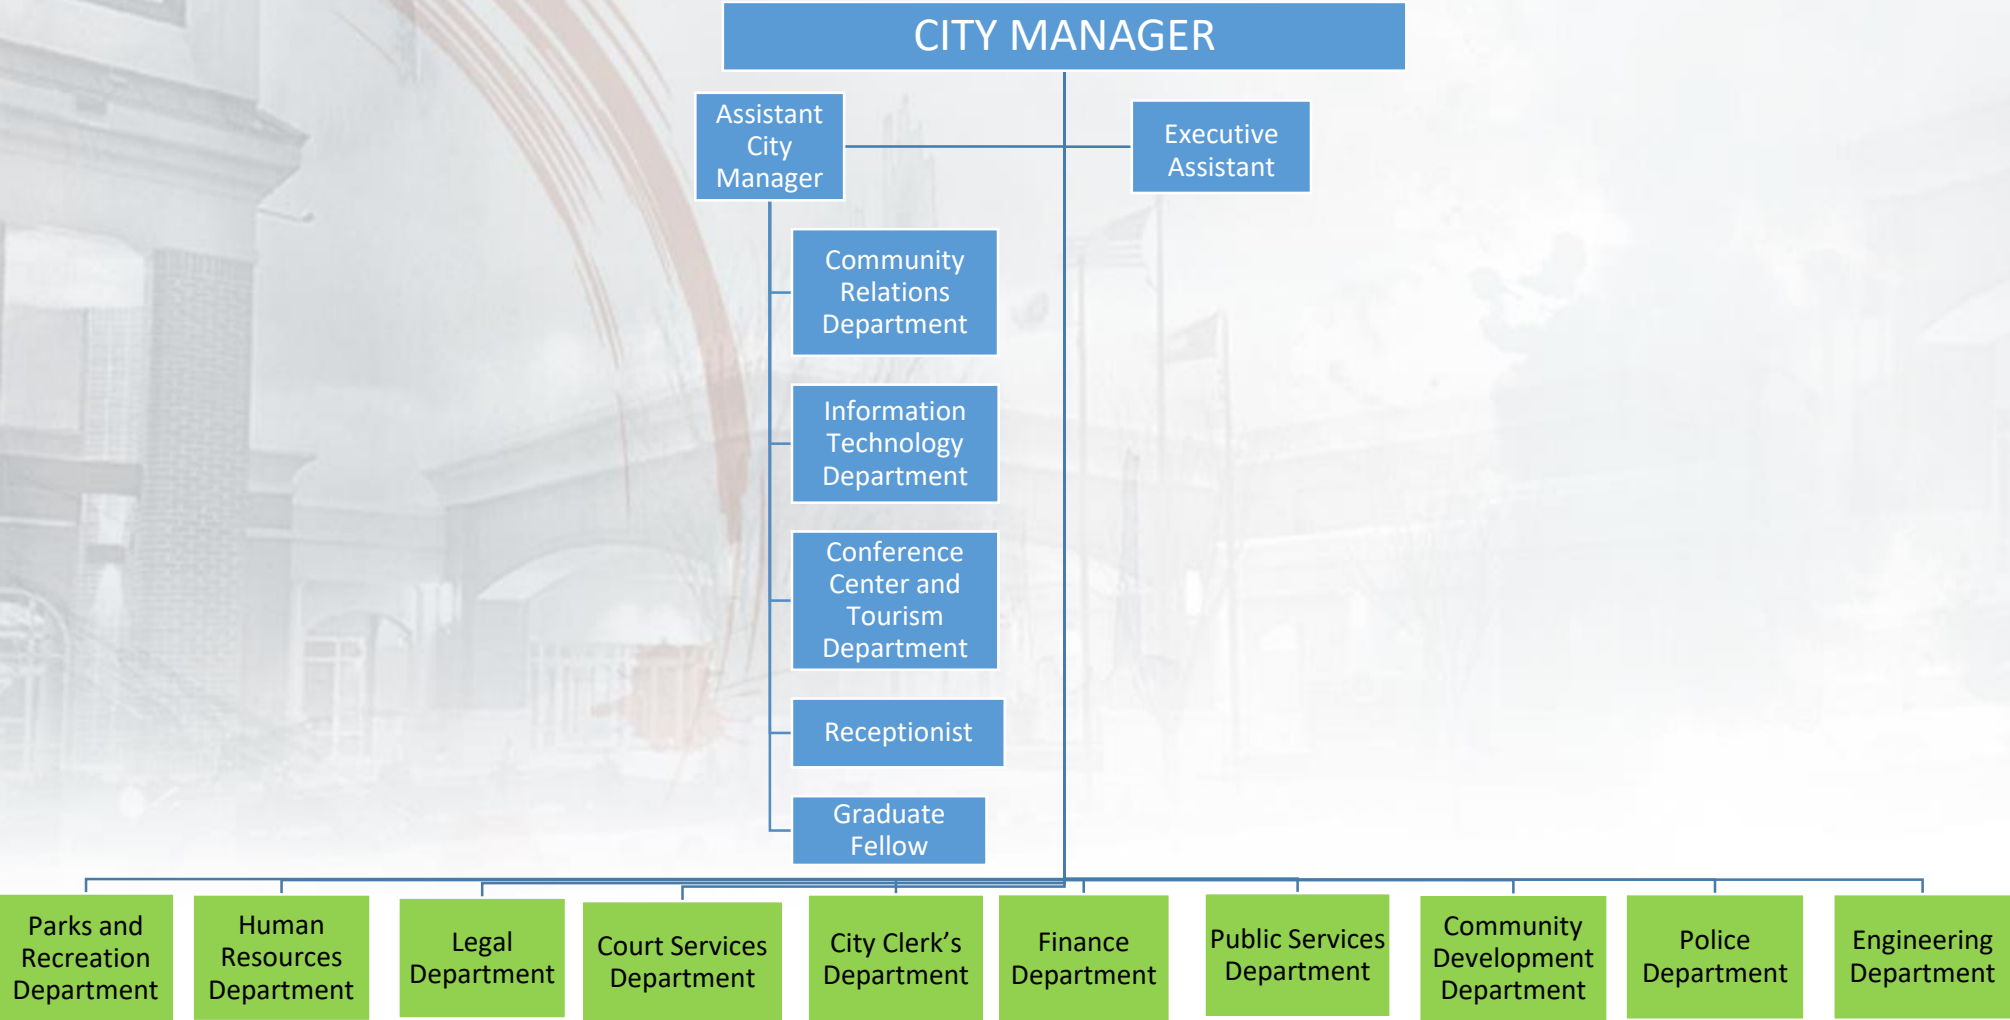 CITY MANAGER
Assistant
City
Manager
Executive
Assistant
Community
Relations
Department
Information
Technology
Department
Conference
Center and
Tourism
Department
Receptionist
Graduate
Fellow
Parks and
Recreation
Department
Human
Resources
Department
Legal
Department
Court Services
Department
City Clerk’s
Department
Finance
Department
Public Services
Department
Community
Development
Department
Police
Department
Engineering
Department